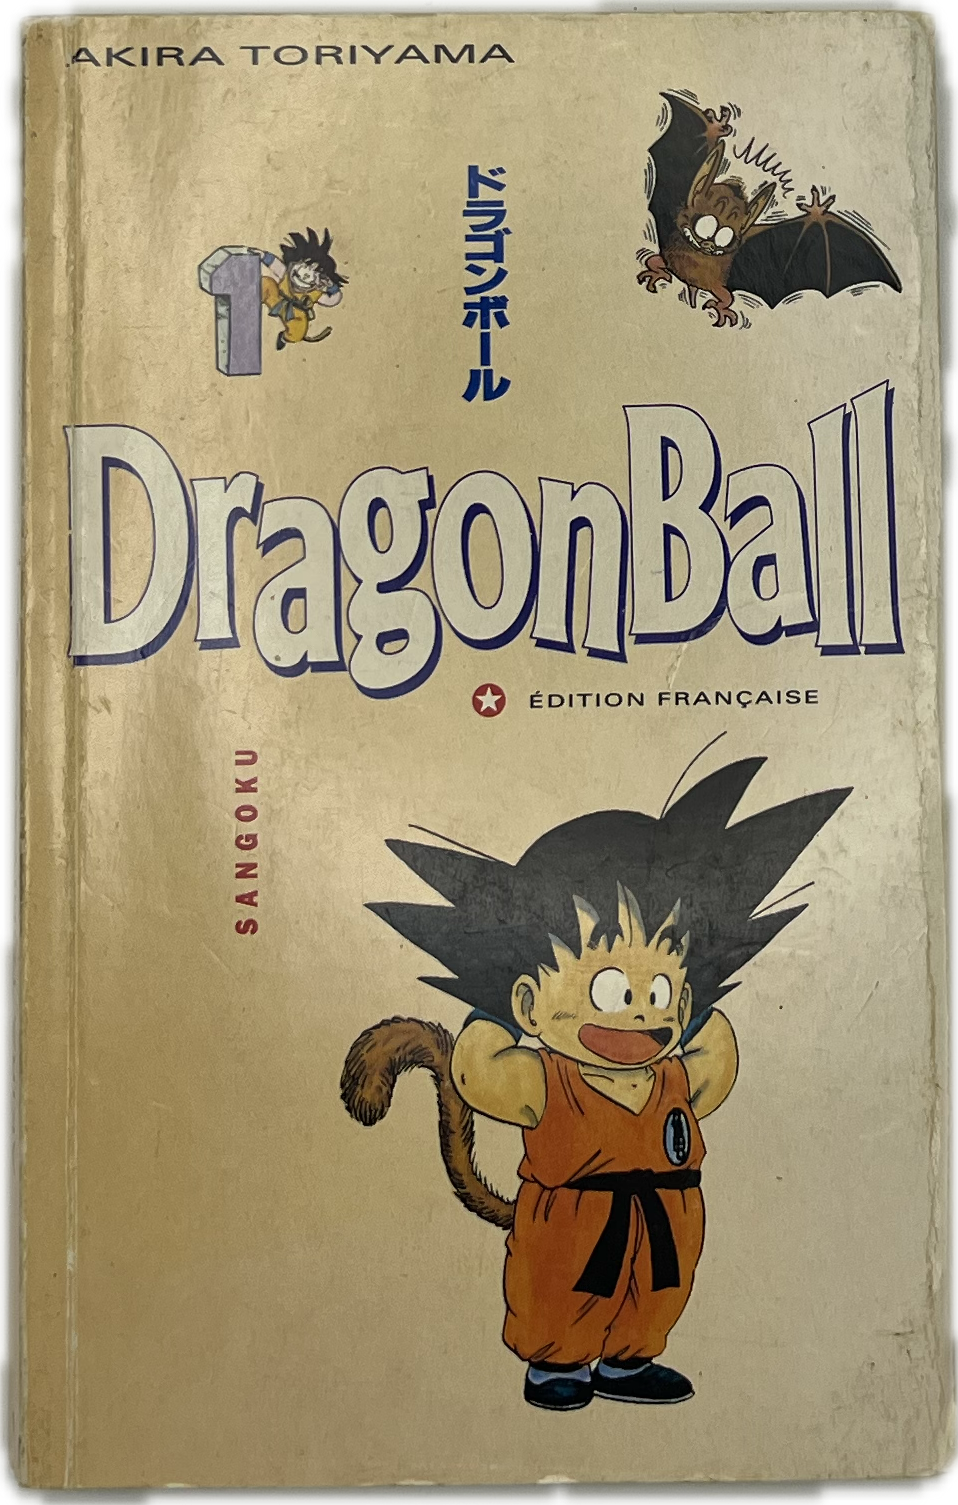 AKIRA TORIYAMA
ドラゴンボール
1
DragonBall
ÉDITION FRANÇAISE
SANGOKU